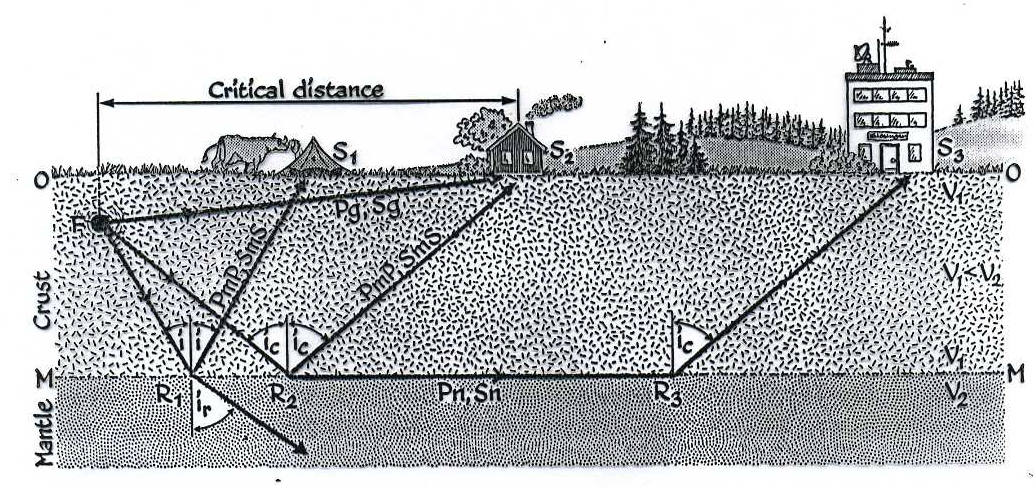 Critical distance
S1
S2
S3
O
O
V1
F
Pg, Sg
PmP, SmS
PmP, SmS
V1<V2
Crust
i
i
ic
ic
ic
V1
M
M
R1
R2
Pn, Sn
R3
V2
ir
Mantle